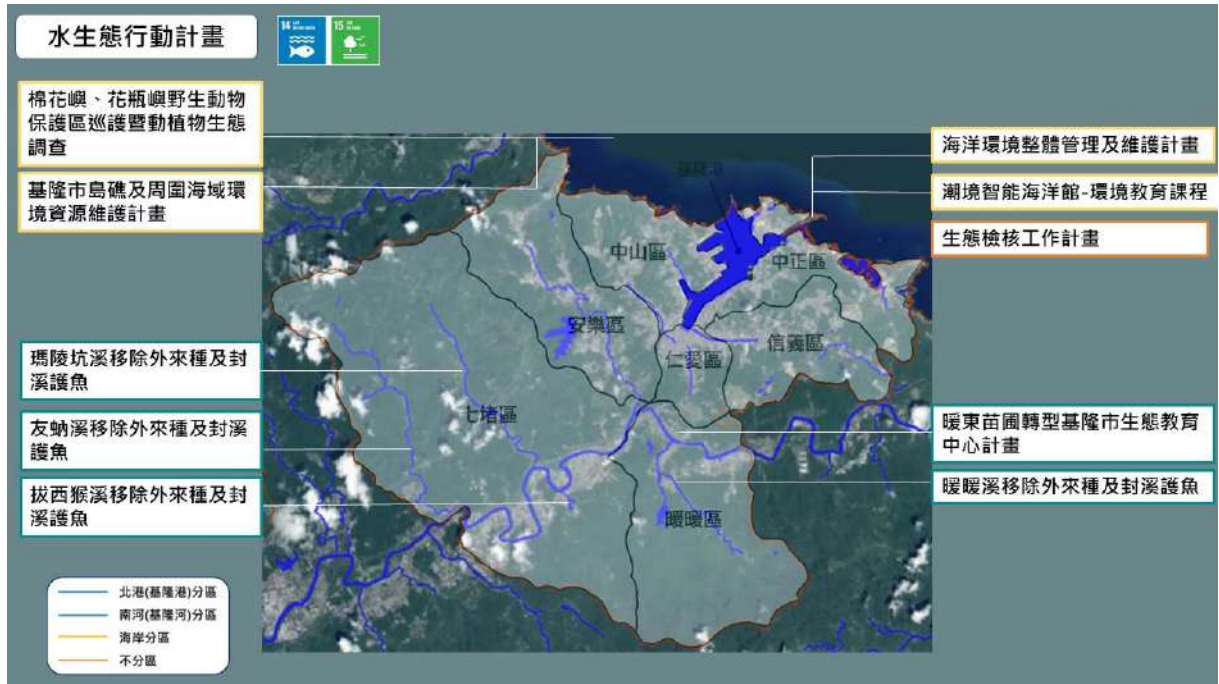 水生態行動計畫
14
15
棉花嶼、花瓶嶼野生動物
保護區巡護暨動植物生態
調查
基隆市島礁及周圍海域環
境資源維護計畫
瑪陵坑溪移除外來種及封
溪護魚
友蚋溪移除外來種及封溪
護魚
拔西猴溪移除外來種及封
溪護魚
基隆港
中山區
中正區
安樂區
仁愛區
信義區
七堵區
暖暖區
海洋環境整體管理及維護計畫
潮境智能海洋館-環境教育課程
生態檢核工作計畫
暖東苗圃轉型基隆市生態教育
中心計畫
暖暖溪移除外來種及封溪護魚
北港(基隆港)分區
南河(基隆河)分區
海岸分區
不分區